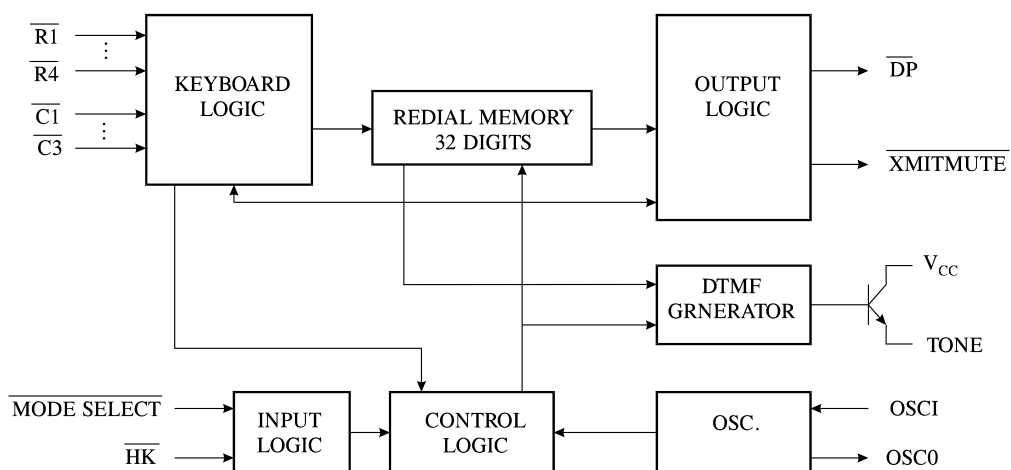 R1
R4
C1
C3
KEYBOARD
LOGIC
REDIAL MEMORY
32 DIGITS
OUTPUT
LOGIC
DP
XMITMUTE
DTMF
GRNERATOR
VCC
TONE
MODE SELECT
HK
INPUT
LOGIC
CONTROL
LOGIC
OSC.
OSCI
OSC0